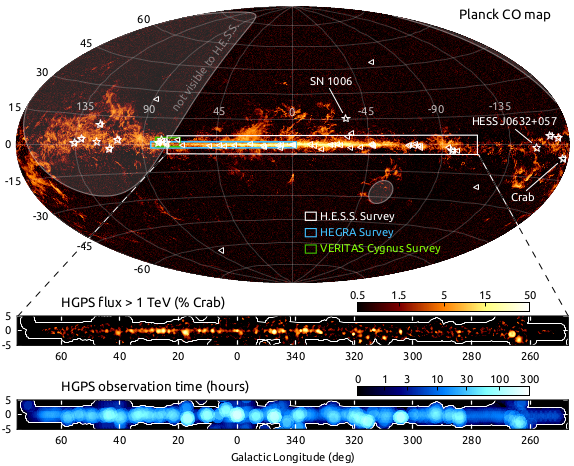 Planck CO map
60
30
15
0
-15
-30
-60
135
90
45
0
-45
-90
-135
not visible to H.E.S.S.
SN 1006
HESS J0632+057
Crab
H.E.S.S. Survey
HEGRA Survey
VERITAS Cygnus Survey
HGPS flux > 1 TeV (% Crab)
0.5 1.5 5 15 50
5
0
-5
60 40 20 0 340 320 300 280 260
HGPS observation time (hours)
0 1 3 10 30 100 300
5
0
-5
60 40 20 0 340 320 300 280 260
Galactic Longitude (deg)